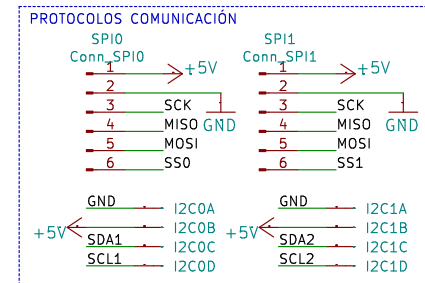 PROTOCOLOS COMUNICACIÓN
SPI0 SPI1
Conn_SPI0 Conn_SPI1
1 +5V 1 +5V
2 2
3 SCK 3 SCK
4 MISO GND 4 MISO GND
5 MOSI 5 MOSI
6 SS0 6 SS1
GND I2C0A GND I2C1A
+5V I2C0B +5V I2C1B
SDA1 I2C0C SDA2 I2C1C
SCL1 I2C0D SCL2 I2C1D